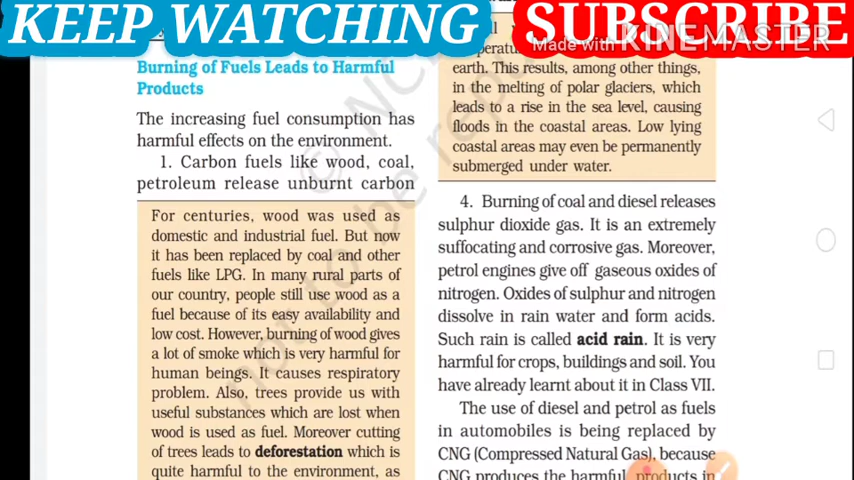 KEEP WATCHING
SUBSCRIBE
Made with KINEMASTER
Burning of Fuels Leads to Harmful
Products
The increasing fuel consumption has
harmful effects on the environment.
1. Carbon fuels like wood, coal,
petroleum release unburnt carbon
For centuries, wood was used as
domestic and industrial fuel. But now
it has been replaced by coal and other
fuels like LPG. In many rural parts of
our country, people still use wood as a
fuel because of its easy availability and
low cost. However, burning of wood gives
a lot of smoke which is very harmful for
human beings. It causes respiratory
problem. Also, trees provide us with
useful substances which are lost when
wood is used as fuel. Moreover cutting
of trees leads to deforestation which is
quite harmful to the environment, as
earth. This results, among other things,
in the melting of polar glaciers, which
leads to a rise in the sea level, causing
floods in the coastal areas. Low lying
coastal areas may even be permanently
submerged under water.
4. Burning of coal and diesel releases
sulphur dioxide gas. It is an extremely
suffocating and corrosive gas. Moreover,
petrol engines give off gaseous oxides of
nitrogen. Oxides of sulphur and nitrogen
dissolve in rain water and form acids.
Such rain is called acid rain. It is very
harmful for crops, buildings and soil. You
have already learnt about it in Class VII.
The use of diesel and petrol as fuels
in automobiles is being replaced by
CNG (Compressed Natural Gas), because
CNG produces the harmful products in
not to be